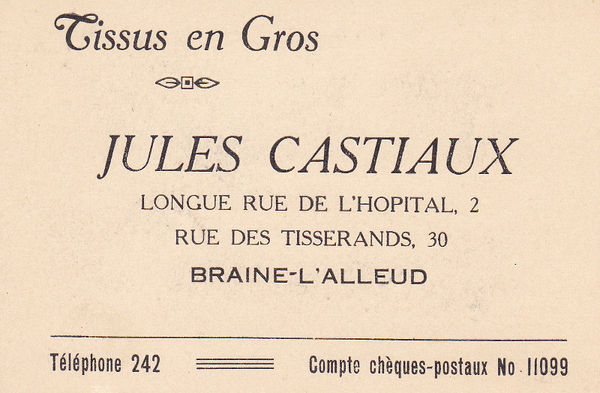 Tissus en Gros
JULES CASTIAUX
LONGUE RUE DE L'HOPITAL, 2
RUE DES TISSERANDS, 30
BRAINE-L'ALLEUD
Téléphone 242 Compte chèques-postaux No 11099